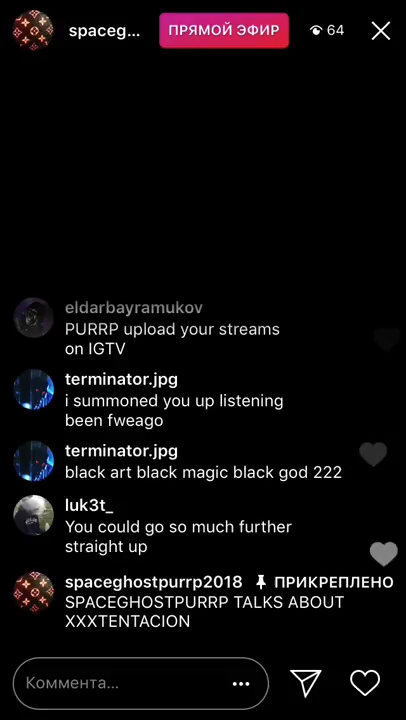 spaceg... ПРЯМОЙ ЭФИР 64
eldarbayramukov
PURRP upload your streams
on IGTV
terminator.jpg
i summoned you up listening
been fweago
terminator.jpg
black art black magic black god 222
luk3t_
You could go so much further
straight up
spaceghostpurrp2018 ПРИКРЕПЛЕНО
SPACEGHOSTPURRP TALKS ABOUT
XXXTENTACION
Коммента...